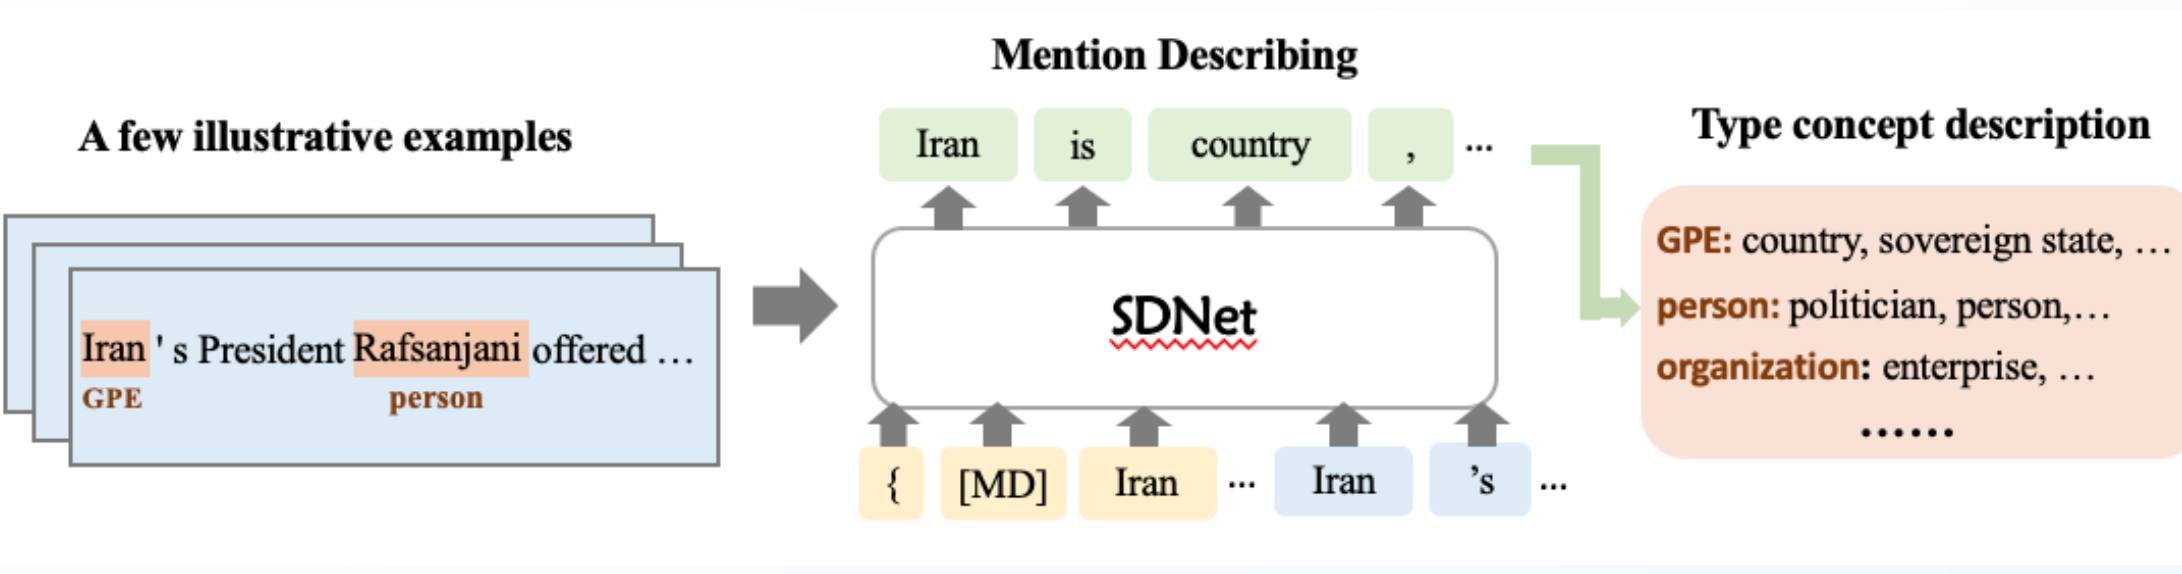 A few illustrative examples
Iran ' s President Rafsanjani offered …
GPE person
Mention Describing
Iran is country , ...
SDNet
{ [MD] Iran ... Iran ’s ...
Type concept description
GPE: country, sovereign state, …
person: politician, person,…
organization: enterprise, …
……